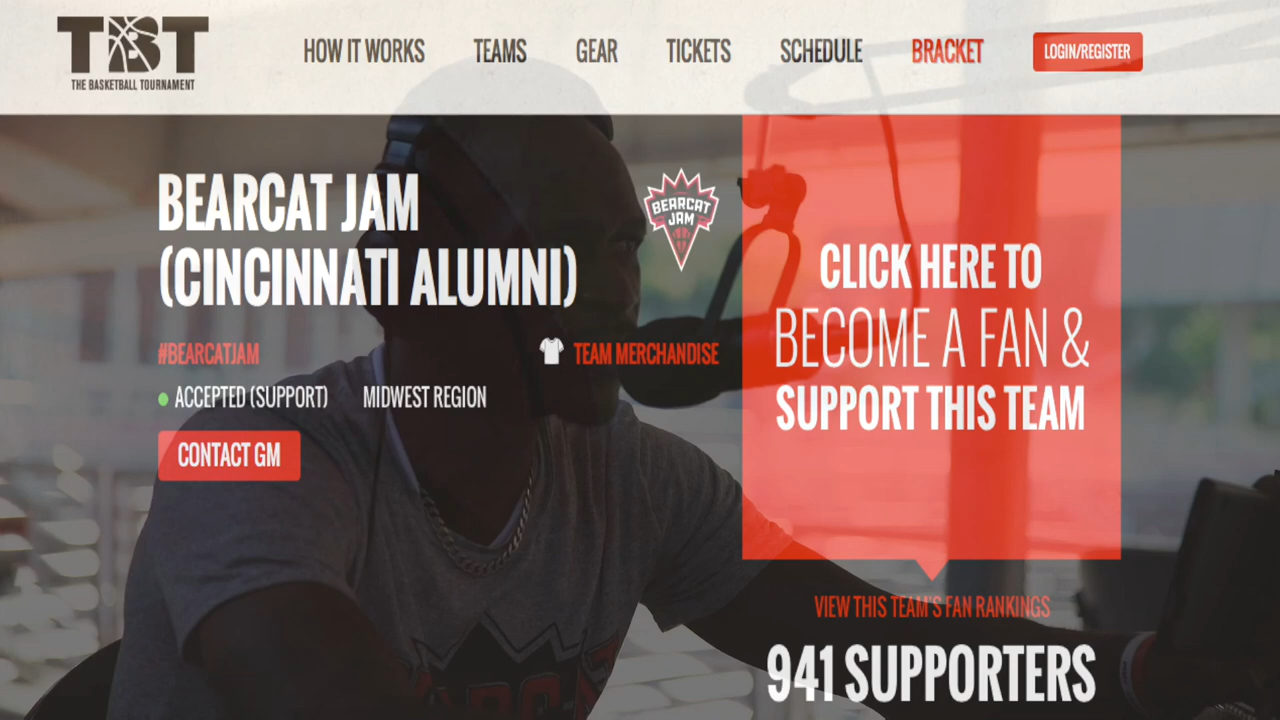 TBT
THE BASKETBALL TOURNAMENT
HOW IT WORKS TEAMS GEAR TICKETS SCHEDULE BRACKET LOGIN/REGISTER
BEARCAT JAM
(CINCINNATI ALUMNI)
BEARCAT
JAM
#BEARCATJAM
TEAM MERCHANDISE
ACCEPTED (SUPPORT) MIDWEST REGION
CONTACT GM
CLICK HERE TO
BECOME A FAN &
SUPPORT THIS TEAM
VIEW THIS TEAM'S FAN RANKINGS
941 SUPPORTERS